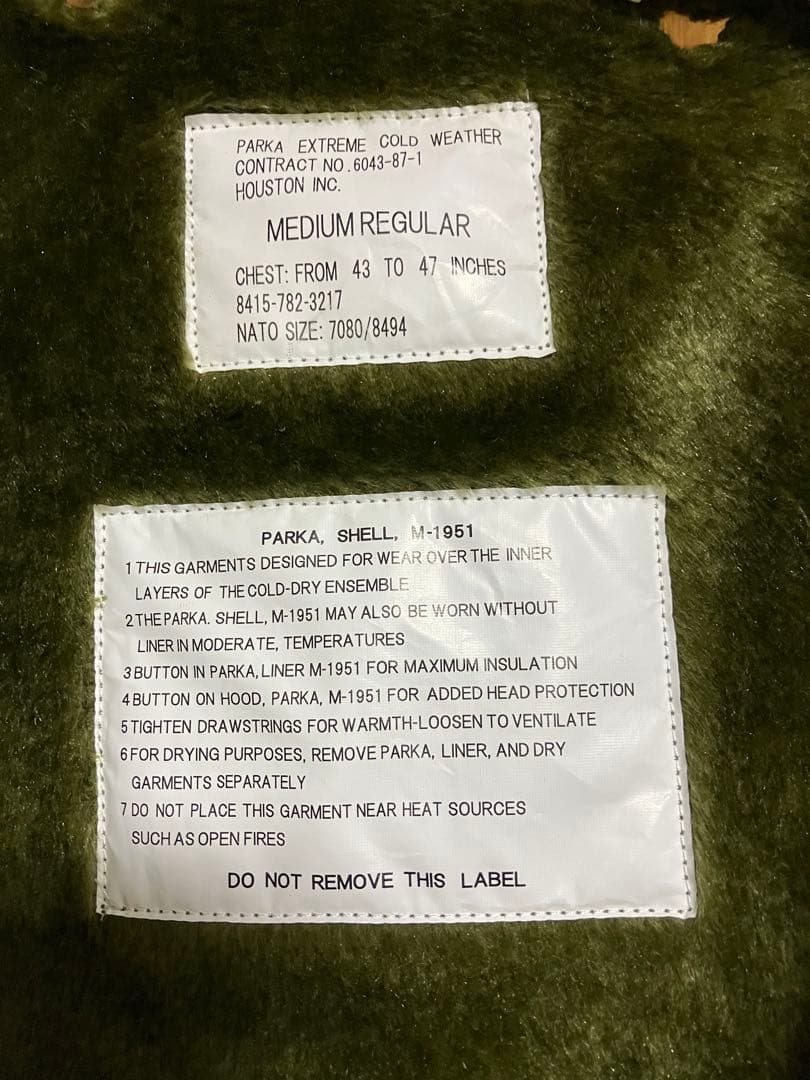 PARKA EXTREME COLD WEATHER
CONTRACT NO.6043-87-1
HOUSTON INC.
MEDIUM REGULAR
CHEST: FROM 43 TO 47 INCHES
8415-782-3217
NATO SIZE: 7080/8494
PARKA, SHELL, M-1951
1 THIS GARMENTS DESIGNED FOR WEAR OVER THE INNER
LAYERS OF THE COLD-DRY ENSEMBLE
2 THE PARKA. SHELL, M-1951 MAY ALSO BE WORN WITHOUT
LINER IN MODERATE, TEMPERATURES
3 BUTTON IN PARKA, LINER M-1951 FOR MAXIMUM INSULATION
4 BUTTON ON HOOD, PARKA, M-1951 FOR ADDED HEAD PROTECTION
5 TIGHTEN DRAWSTRINGS FOR WARMTH-LOOSEN TO VENTILATE
6 FOR DRYING PURPOSES, REMOVE PARKA, LINER, AND DRY
GARMENTS SEPARATELY
7 DO NOT PLACE THIS GARMENT NEAR HEAT SOURCES
SUCH AS OPEN FIRES
DO NOT REMOVE THIS LABEL